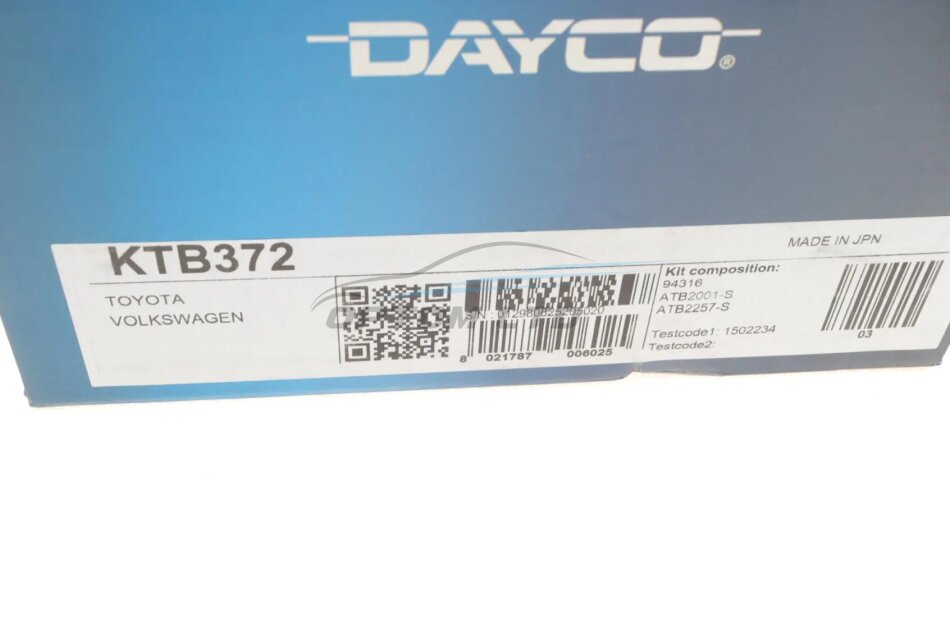 DAYCO®
KTB372
MADE IN JPN
TOYOTA
VOLKSWAGEN
S/N : 012980825205020
8 021787 006025
Kit composition:
94316
ATB2001-S
ATB2257-S
Testcode1: 1502234
Testcode2:
03